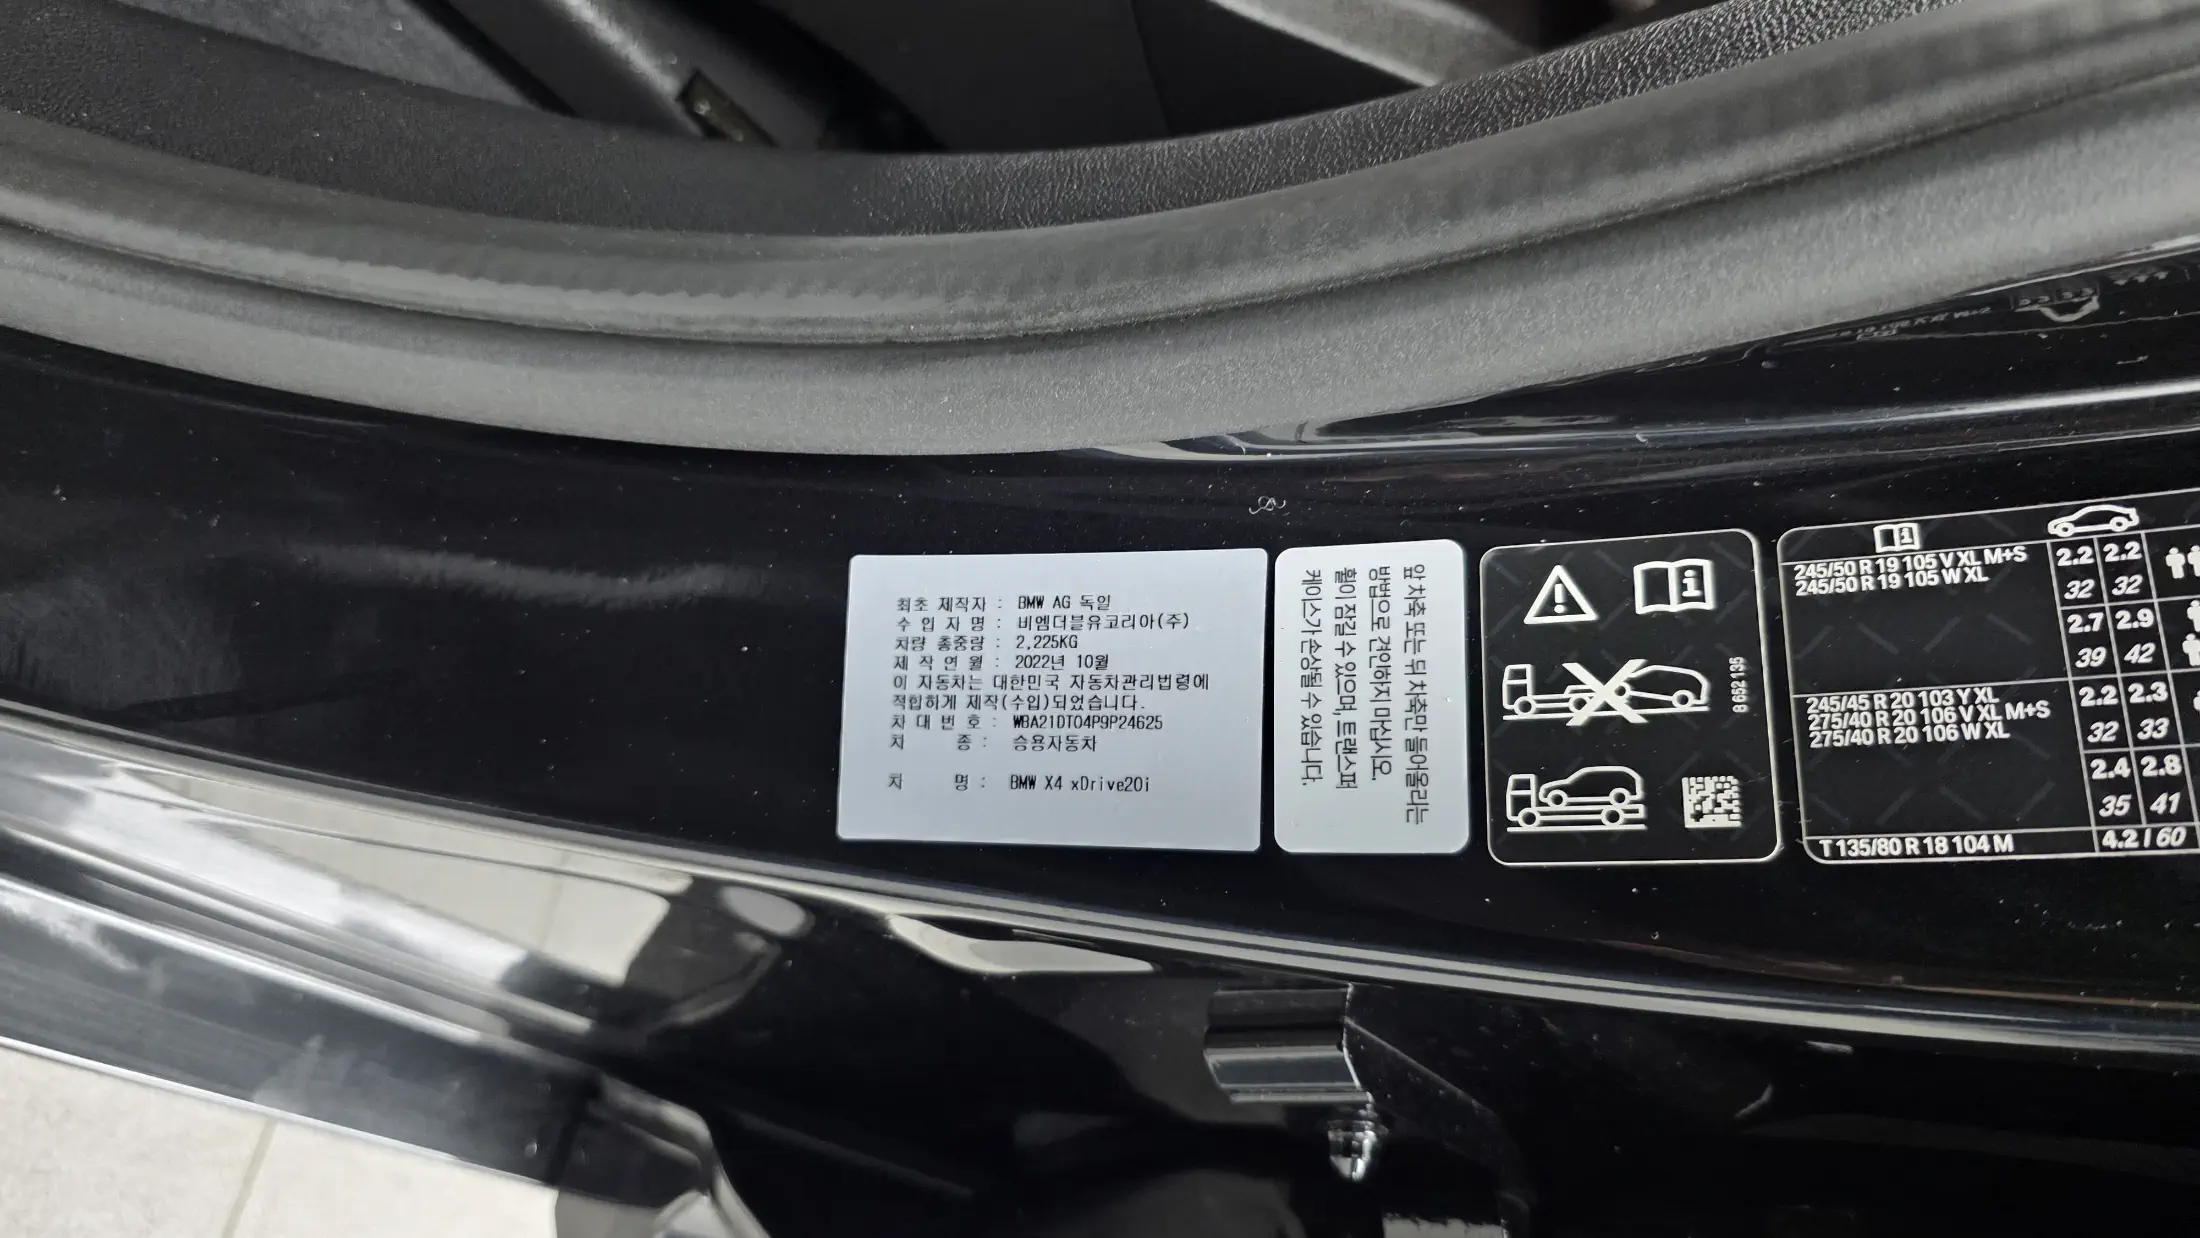 최초 제작자 : BMW AG 독일
수 입 자 명 : 비엠더블유코리아(주)
차량 총중량 : 2,225KG
제 작 연 월 : 2022년 10월
이 자동차는 대한민국 자동차관리법령에
적합하게 제작(수입)되었습니다.
차 대 번 호 : WBA21DT04P9P24625
차 종 : 승용자동차
차 명 : BMW X4 xDrive20i
앞 차축 또는 뒤 차축만 들어올리는
방법으로 견인하지 마십시오.
휠이 잠길 수 있으며, 트랜스퍼
케이스가 손상될 수 있습니다.
8652135
245/50 R 19 105 V XL M+S
245/50 R 19 105 W XL
2.2 2.2
32 32
2.7 2.9
39 42
245/45 R 20 103 Y XL
275/40 R 20 106 V XL M+S
275/40 R 20 106 W XL
2.2 2.3
32 33
2.4 2.8
35 41
T 135/80 R 18 104 M
4.2 / 60